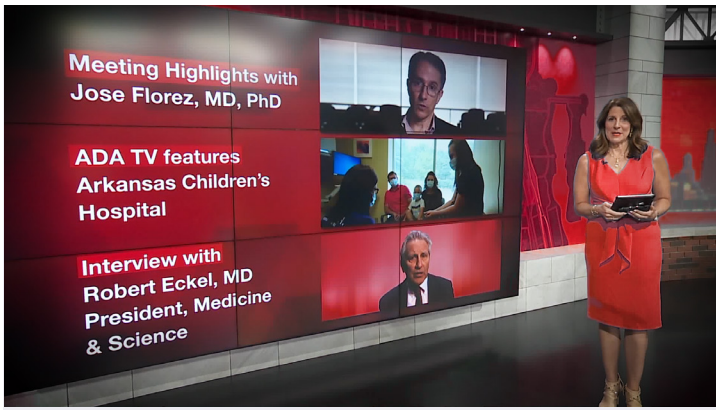 Meeting Highlights with
Jose Florez, MD, PhD
ADA TV features
Arkansas Children's
Hospital
Interview with
Robert Eckel, MD
President, Medicine
& Science